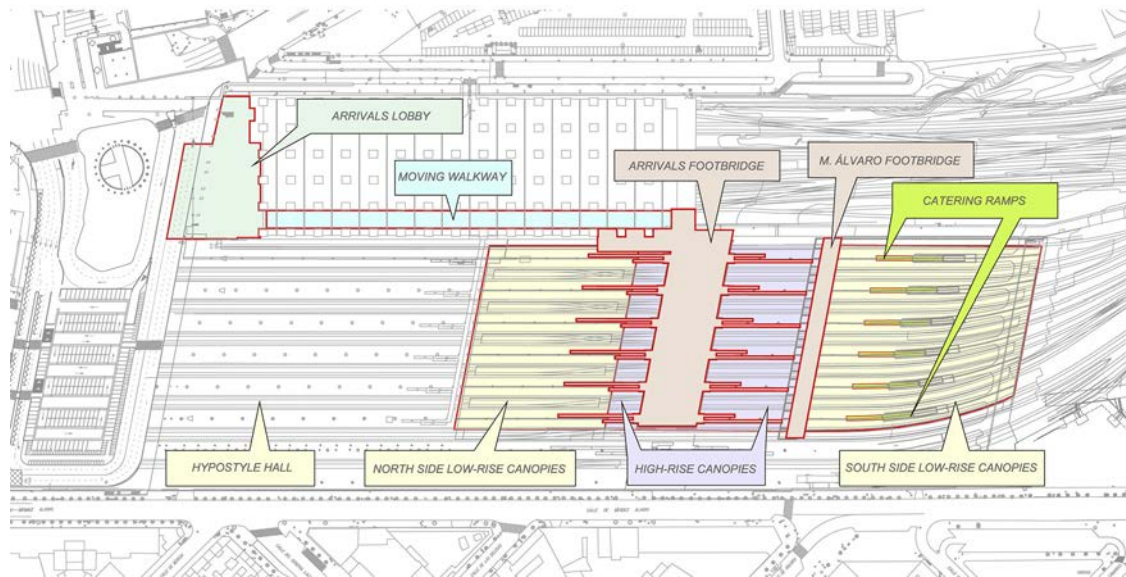 ARRIVALS LOBBY
MOVING WALKWAY
ARRIVALS FOOTBRIDGE
M. ÁLVARO FOOTBRIDGE
CATERING RAMPS
HYPOSTYLE HALL
NORTH SIDE LOW-RISE CANOPIES
HIGH-RISE CANOPIES
SOUTH SIDE LOW-RISE CANOPIES